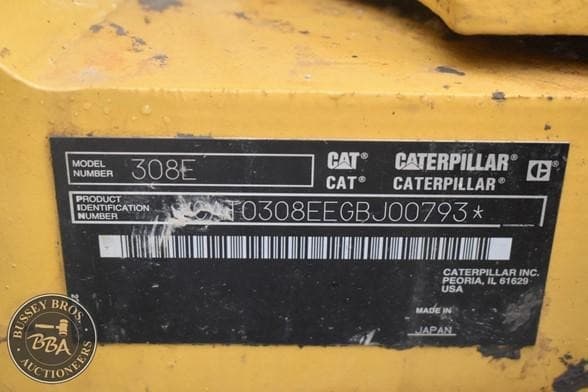 MODEL NUMBER 308E
CAT® CATERPILLAR®
CAT® CATERPILLAR®
PRODUCT IDENTIFICATION NUMBER T0308EEGBJ00793*
CATERPILLAR INC.
PEORIA, IL 61629
USA
MADE IN
JAPAN
BUSSEY BROS.
BBA
AUCTIONEERS